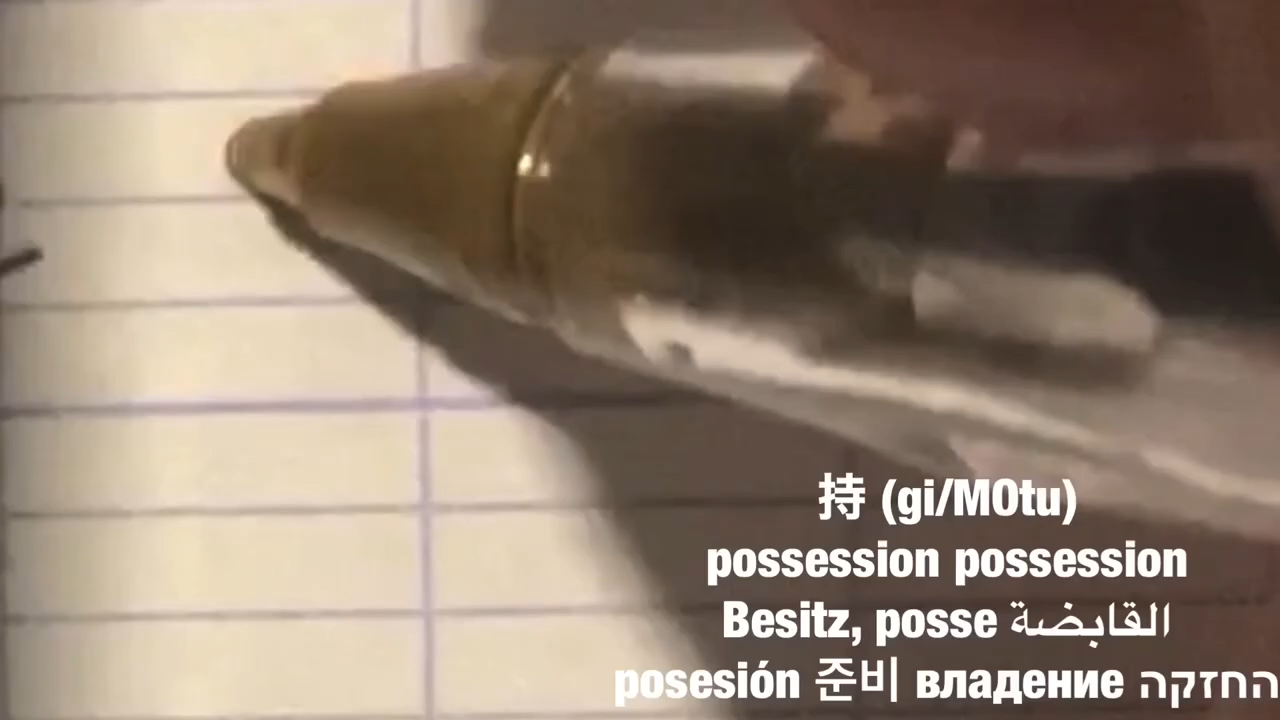 持 (gi/MOtu)
possession possession
Besitz, posse القابضة
posesión 준비 владение החזקה